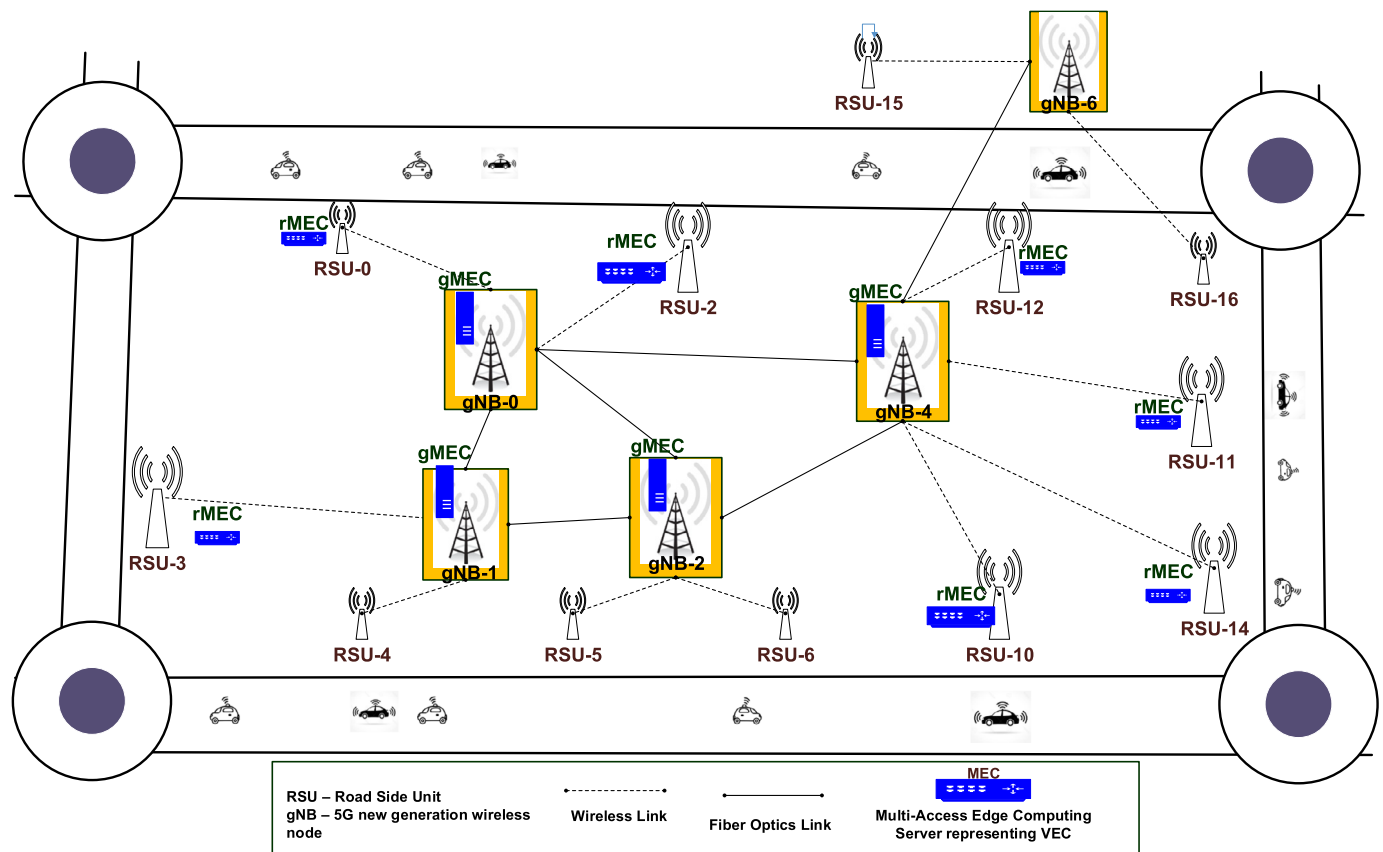 RSU-15
gNB-6
rMEC
RSU-0
rMEC
RSU-2
rMEC
RSU-12
RSU-16
gMEC
gNB-0
gMEC
gNB-4
rMEC
RSU-11
RSU-3
rMEC
gMEC
gNB-1
gMEC
gNB-2
rMEC
RSU-14
rMEC
RSU-10
RSU-4
RSU-5
RSU-6
RSU – Road Side Unit
gNB – 5G new generation wireless
node
Wireless Link
Fiber Optics Link
MEC
Multi-Access Edge Computing
Server representing VEC